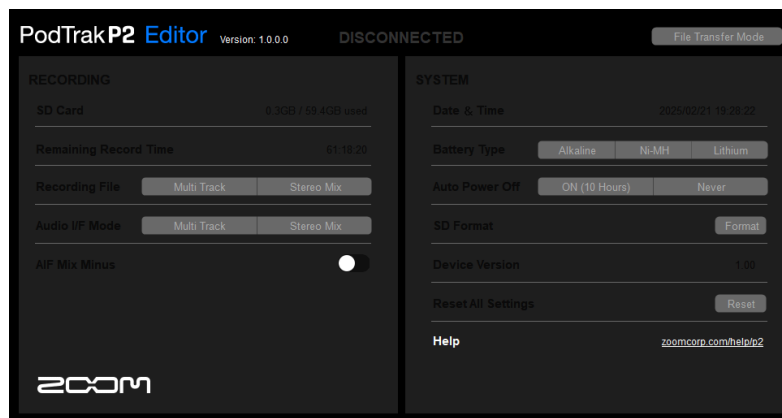 PodTrak P2 Editor Version: 1.0.0.0 DISCONNECTED File Transfer Mode
RECORDING
SD Card 0.3GB / 59.4GB used
Remaining Record Time 61:18:20
Recording File Multi Track Stereo Mix
Audio I/F Mode Multi Track Stereo Mix
AIF Mix Minus
ZOOM
SYSTEM
Date & Time 2025/02/21 19:28:22
Battery Type Alkaline Ni-MH Lithium
Auto Power Off ON (10 Hours) Never
SD Format Format
Device Version 1.00
Reset All Settings Reset
Help zoomcorp.com/help/p2